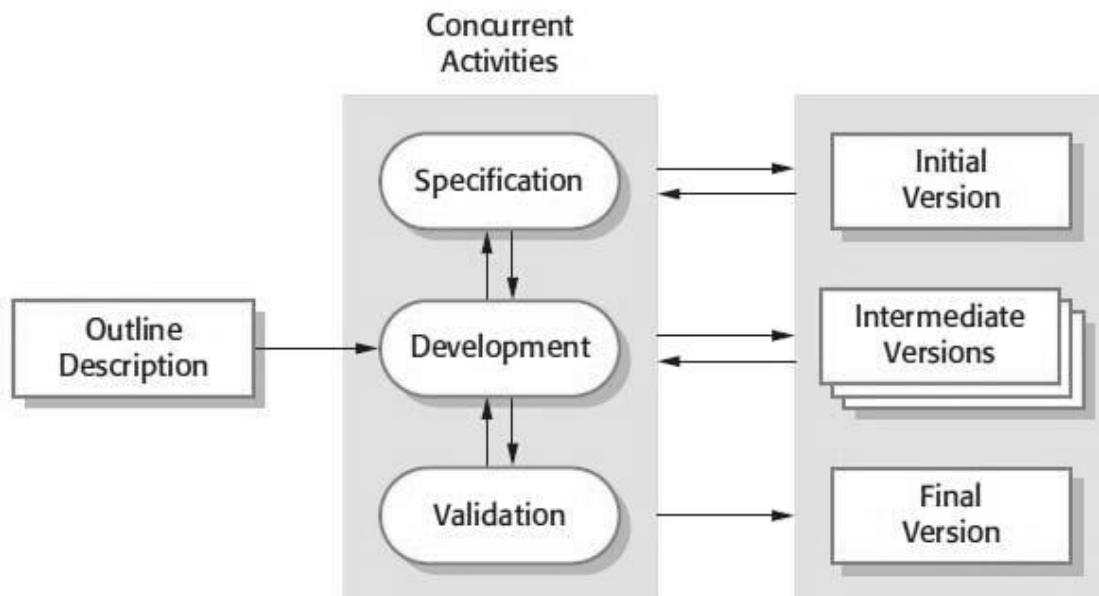 Concurrent
Activities
Specification
Initial
Version
Outline
Description
Development
Intermediate
Versions
Validation
Final
Version